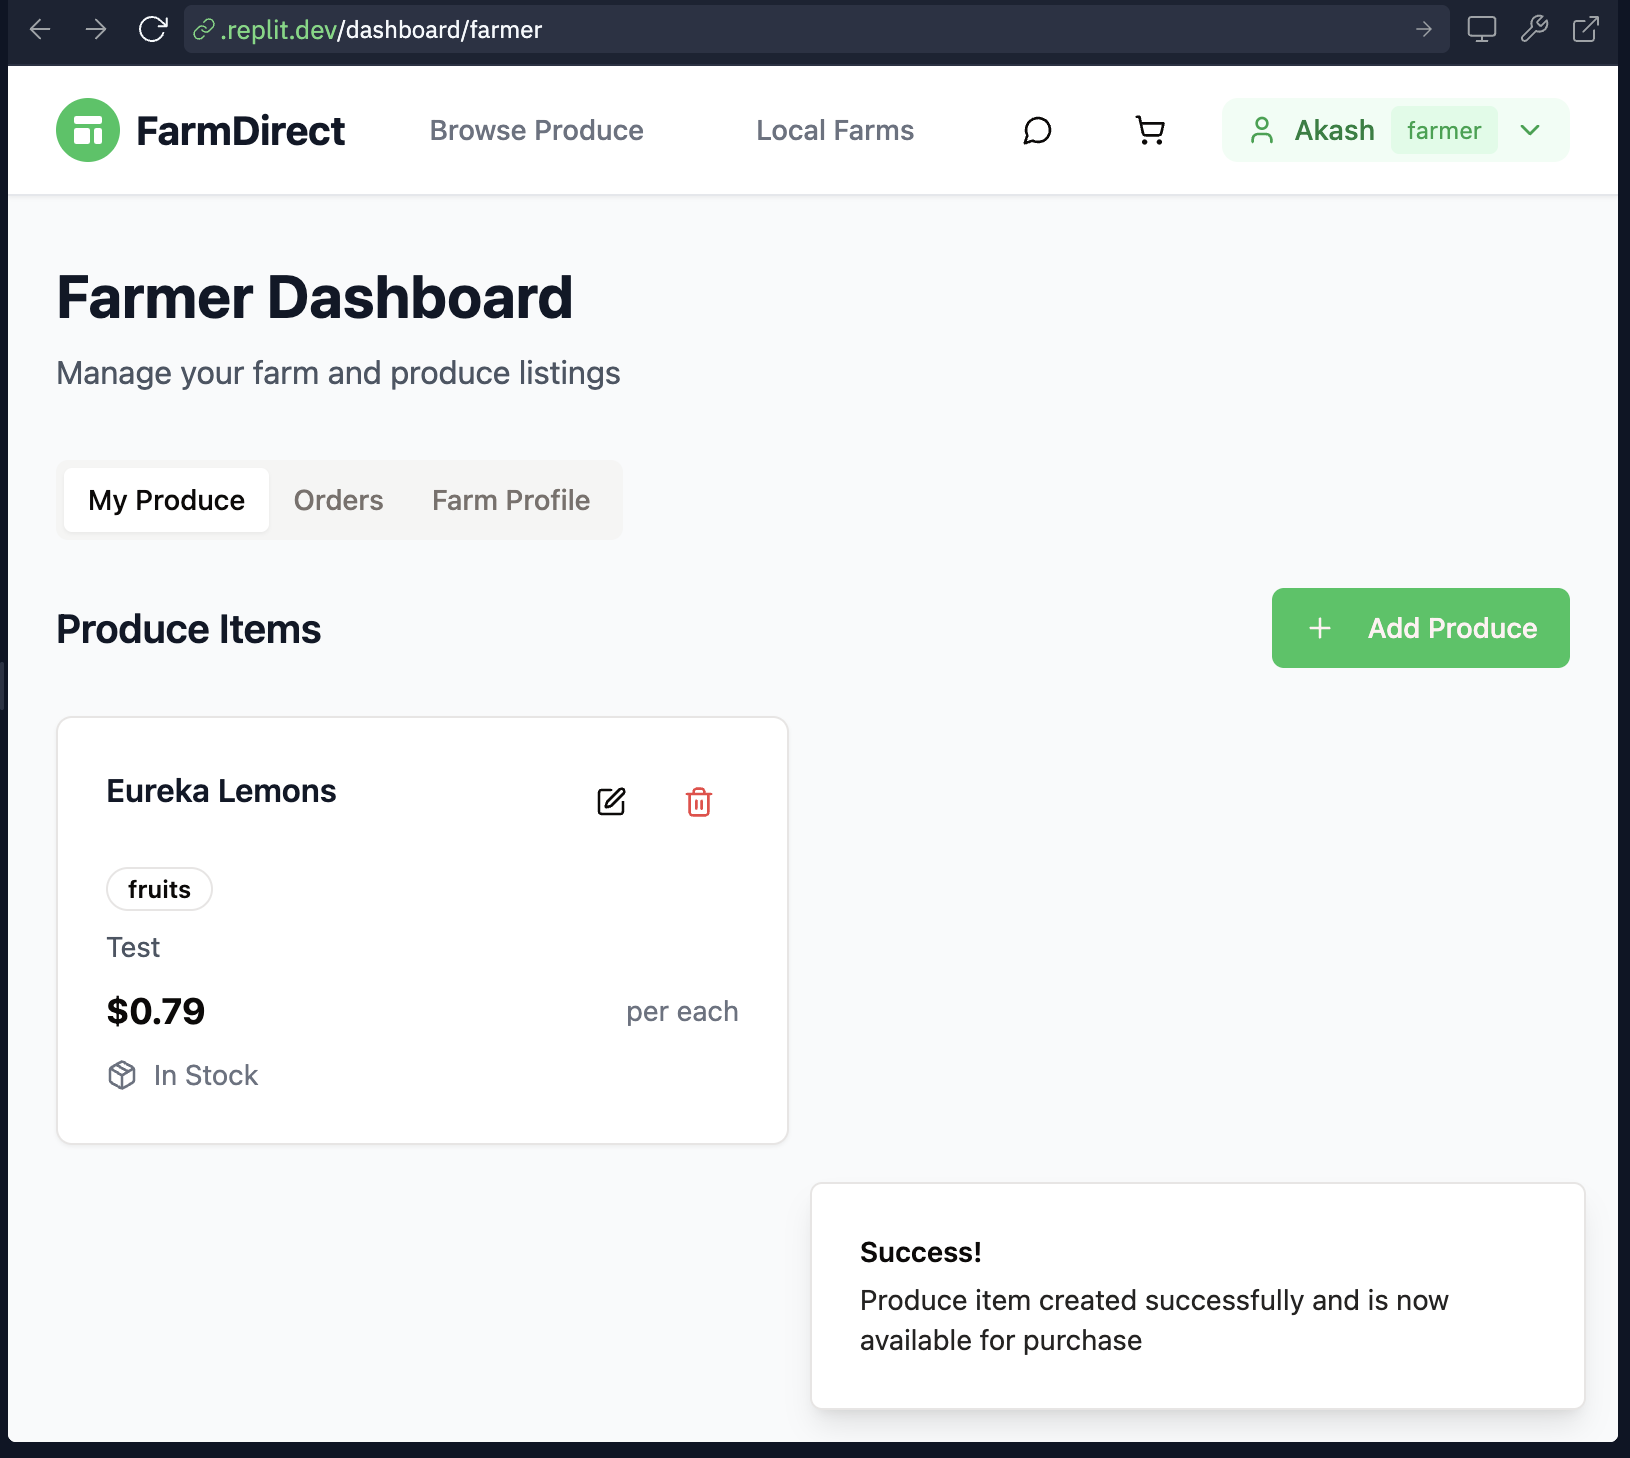 .replit.dev/dashboard/farmer
FarmDirect
Browse Produce
Local Farms
Akash
farmer
Farmer Dashboard
Manage your farm and produce listings
My Produce
Orders
Farm Profile
Produce Items
Add Produce
Eureka Lemons
fruits
Test
$0.79
per each
In Stock
Success!
Produce item created successfully and is now
available for purchase